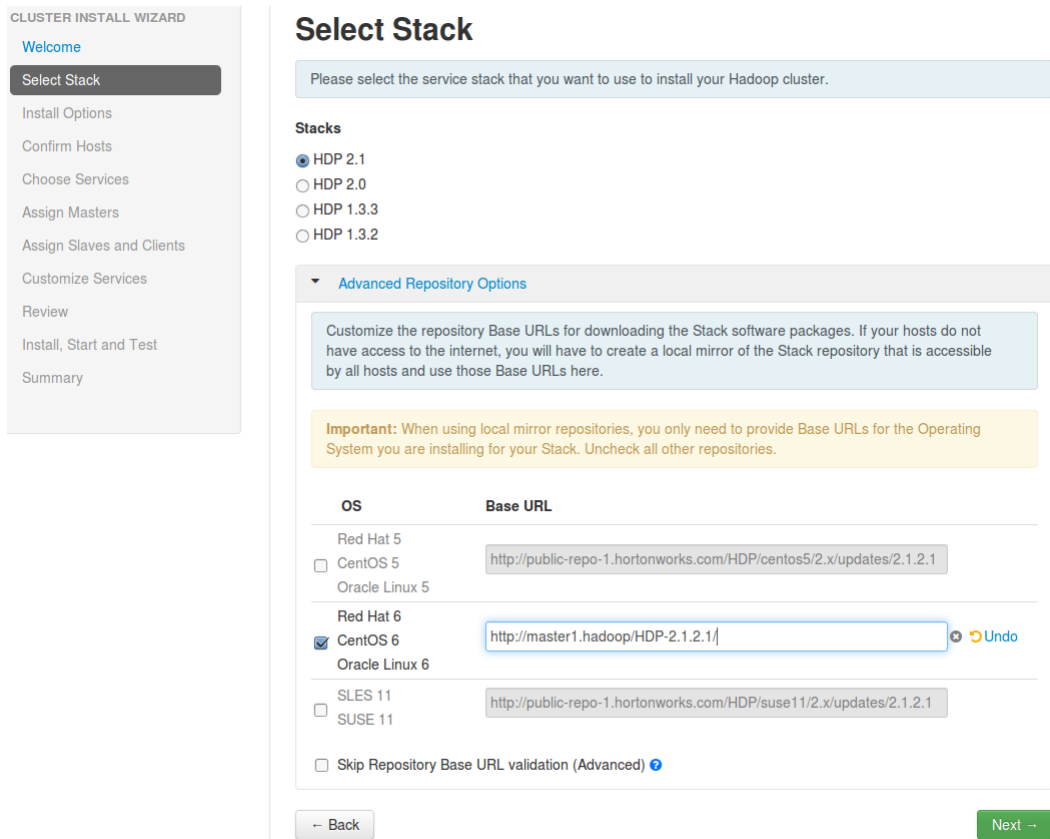 CLUSTER INSTALL WIZARD
Welcome
Select Stack
Install Options
Confirm Hosts
Choose Services
Assign Masters
Assign Slaves and Clients
Customize Services
Review
Install, Start and Test
Summary
Select Stack
Please select the service stack that you want to use to install your Hadoop cluster.
Stacks
HDP 2.1
HDP 2.0
HDP 1.3.3
HDP 1.3.2
Advanced Repository Options
Customize the repository Base URLs for downloading the Stack software packages. If your hosts do not
have access to the internet, you will have to create a local mirror of the Stack repository that is accessible
by all hosts and use those Base URLs here.
Important: When using local mirror repositories, you only need to provide Base URLs for the Operating
System you are installing for your Stack. Uncheck all other repositories.
OS Base URL
Red Hat 5
CentOS 5 http://public-repo-1.hortonworks.com/HDP/centos5/2.x/updates/2.1.2.1
Oracle Linux 5
Red Hat 6
CentOS 6 http://master1.hadoop/HDP-2.1.2.1/ Undo
Oracle Linux 6
SLES 11
SUSE 11 http://public-repo-1.hortonworks.com/HDP/suse11/2.x/updates/2.1.2.1
Skip Repository Base URL validation (Advanced) ?
← Back
Next →